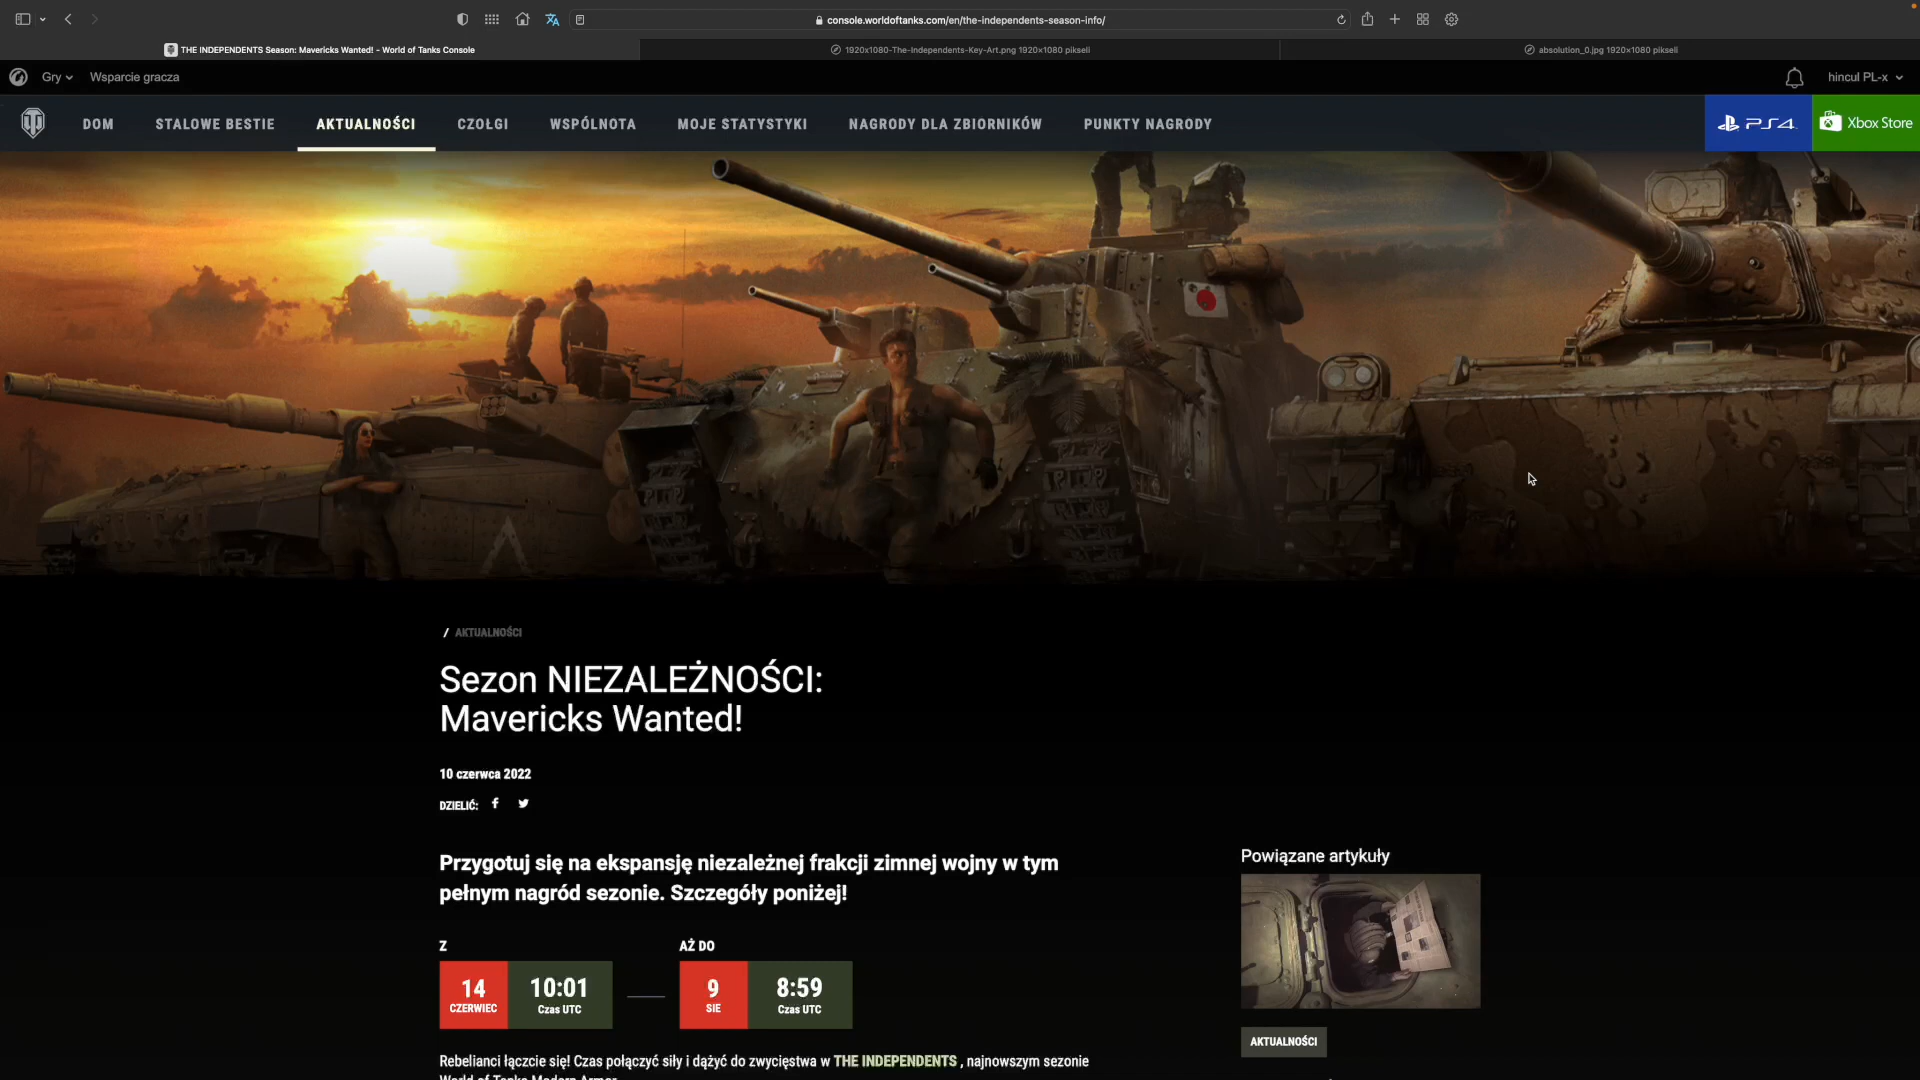 console.worldoftanks.com/en/the-independents-season-info/
THE INDEPENDENTS Season: Mavericks Wanted! - World of Tanks Console
1920x1080-The-Independents-Key-Art.png 1920×1080 pikseli
absolution_0.jpg 1920×1080 pikseli
Gry
Wsparcie gracza
hincul PL-x
DOM
STALOWE BESTIE
AKTUALNOŚCI
CZOŁGI
WSPÓLNOTA
MOJE STATYSTYKI
NAGRODY DLA ZBIORNIKÓW
PUNKTY NAGRODY
PS4
Xbox Store
/ AKTUALNOŚCI
Sezon NIEZALEŻNOŚCI:
Mavericks Wanted!
10 czerwca 2022
DZIELIĆ:
Przygotuj się na ekspansję niezależnej frakcji zimnej wojny w tym
pełnym nagród sezonie. Szczegóły poniżej!
Z
14
CZERWIEC
10:01
Czas UTC
AŻ DO
9
SIE
8:59
Czas UTC
Rebelianci łączcie się! Czas połączyć siły i dążyć do zwycięstwa w THE INDEPENDENTS , najnowszym sezonie
World of Tanks Modern Armor
Powiązane artykuły
AKTUALNOŚCI